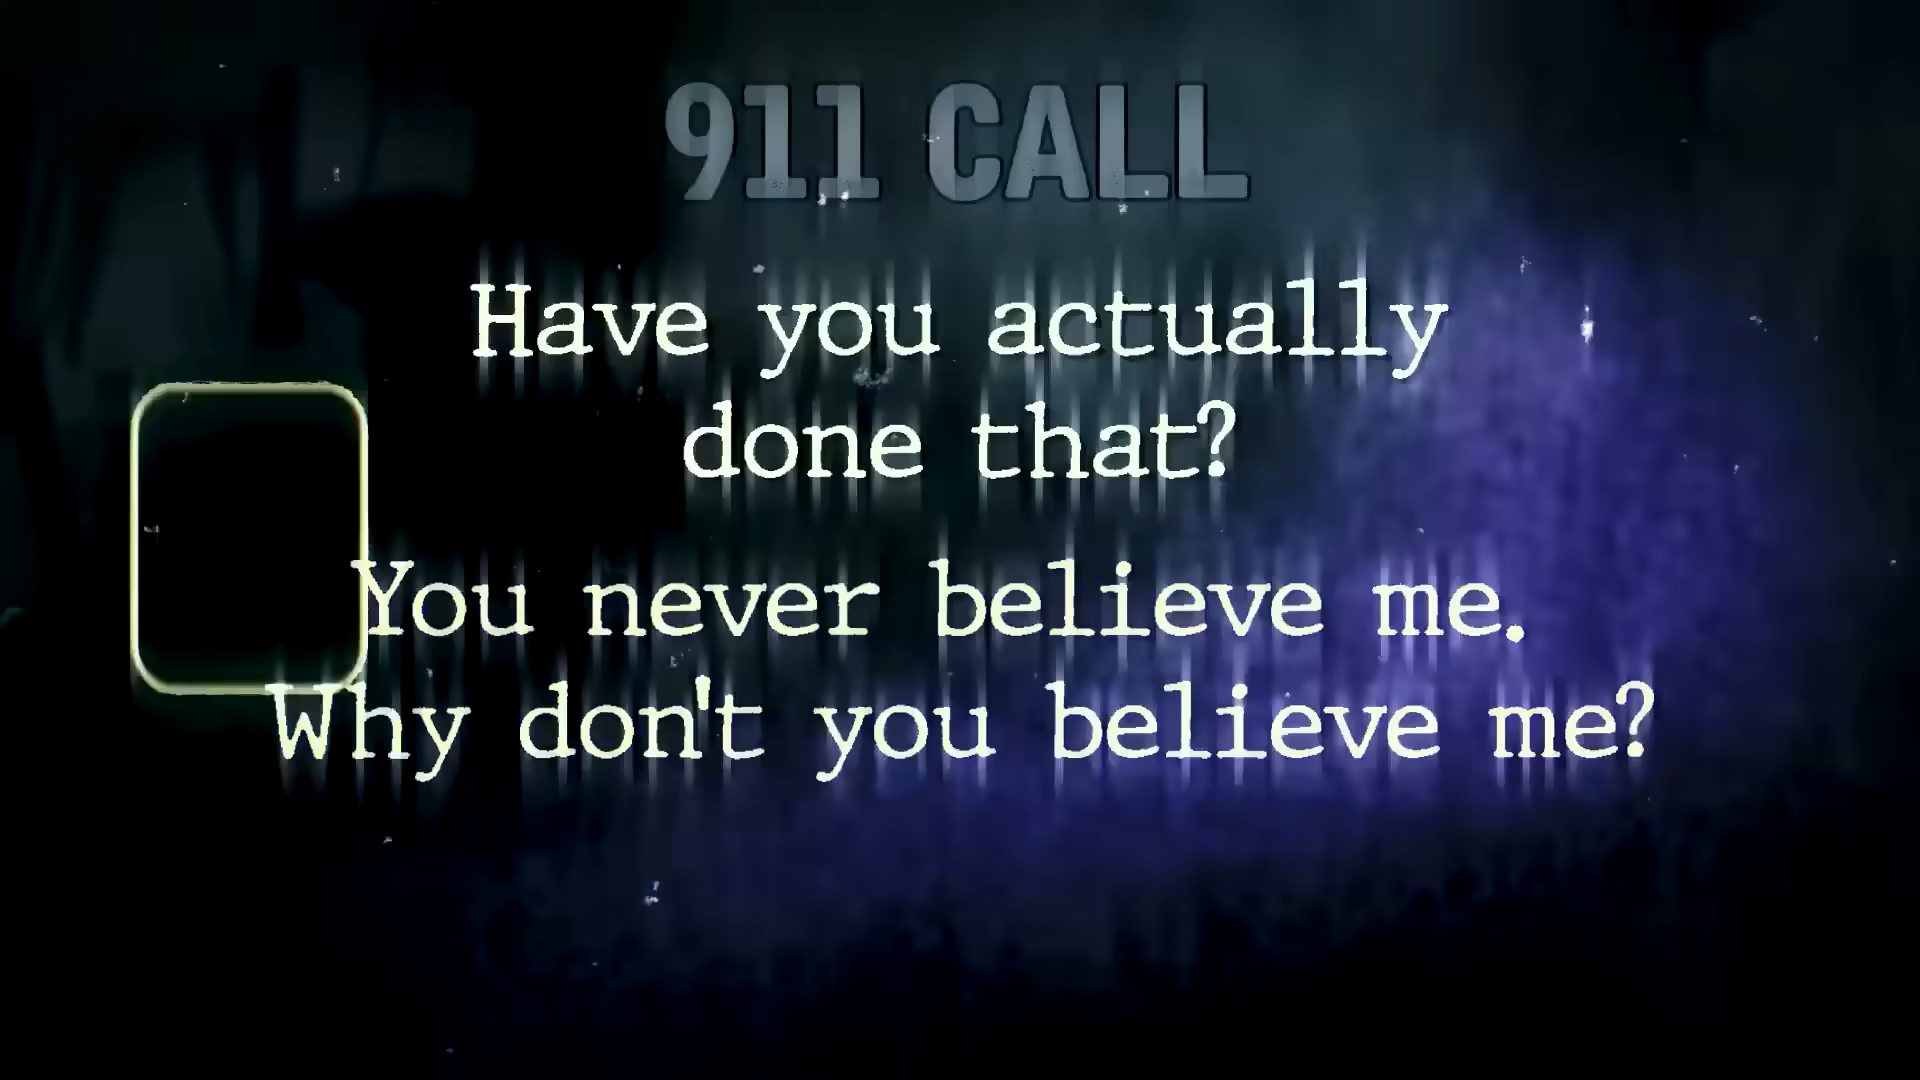 911 CALL
Have you actually
done that?
You never believe me.
Why don't you believe me?